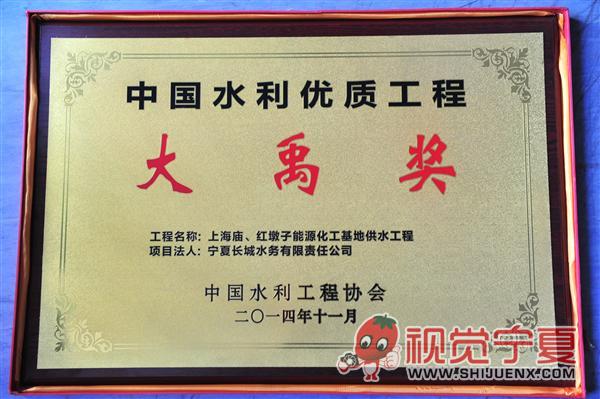 中国水利优质工程
大禹奖
工程名称：上海庙、红墩子能源化工基地供水工程
项目法人：宁夏长城水务有限责任公司
中国水利工程协会
二〇一四年十一月
视觉宁夏
WWW.SHIJUENX.COM